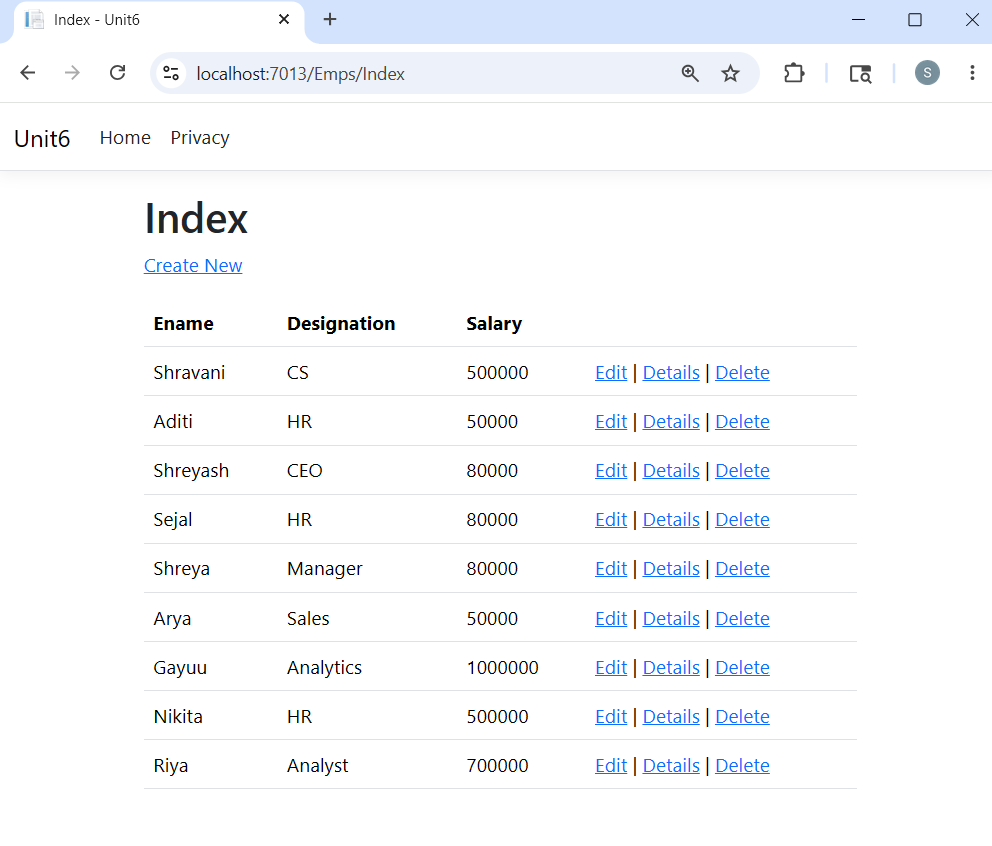 Index - Unit6
localhost:7013/Emps/Index
S
Unit6 Home Privacy
Index
Create New
Ename Designation Salary
Shravani CS 500000 Edit | Details | Delete
Aditi HR 50000 Edit | Details | Delete
Shreyash CEO 80000 Edit | Details | Delete
Sejal HR 80000 Edit | Details | Delete
Shreya Manager 80000 Edit | Details | Delete
Arya Sales 50000 Edit | Details | Delete
Gayuu Analytics 1000000 Edit | Details | Delete
Nikita HR 500000 Edit | Details | Delete
Riya Analyst 700000 Edit | Details | Delete